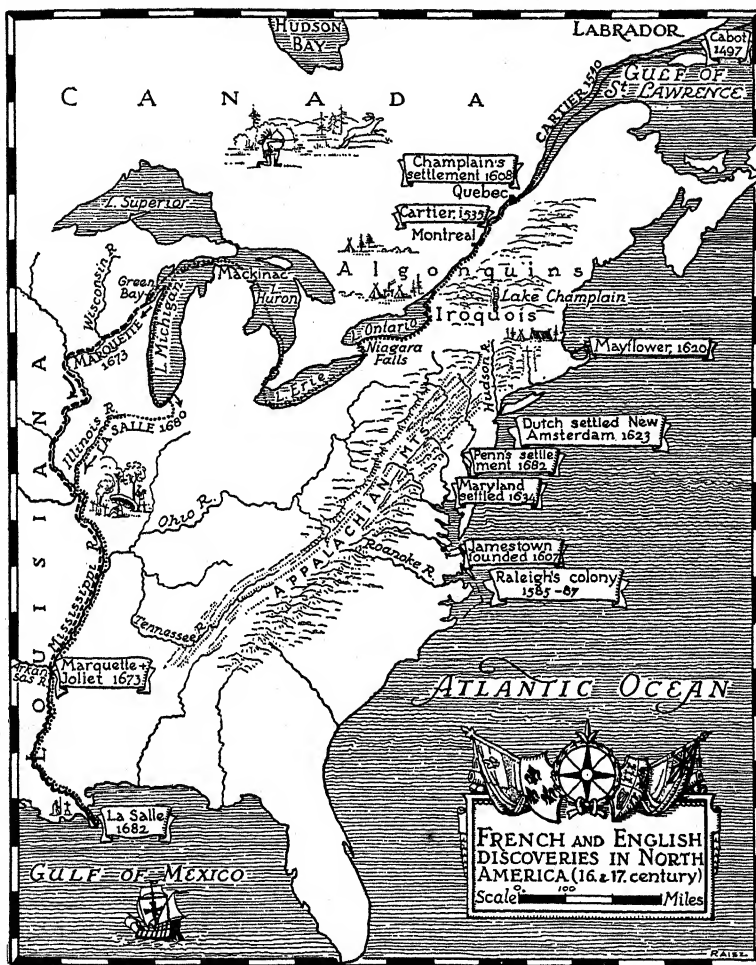 HUDSON
BAY
LABRADOR
Cabot
1497
GULF OF
St LAWRENCE
CARTIER 1540
CANADA
Champlain's
settlement 1608
Quebec
Cartier, 1535
Montreal
L. Superior
Algonquins
Wisconsin R.
Green
Bay
Mackinac
L.
Huron
Lake Champlain
L. Michigan
MARQUETTE
1673
L. Ontario
Iroquois
Niagara
Falls
Hudson R.
Mayflower, 1620
L. Erie
Illinois R.
LA SALLE 1680
Dutch settled New
Amsterdam 1623
Penn's settle
ment 1682
Maryland
settled 1634
Ohio R.
APPALACHIAN MTS.
Roanoke R.
Jamestown
founded 1607
Raleigh's colony
1585-87
LOUISIANA
Mississippi R.
Tennessee R.
Arkan
sas R.
Marquette +
Joliet 1673
ATLANTIC OCEAN
La Salle
1682
GULF OF MEXICO
FRENCH AND ENGLISH
DISCOVERIES IN NORTH
AMERICA (16. & 17. century)
Scale 0. 100 Miles
RAISZ